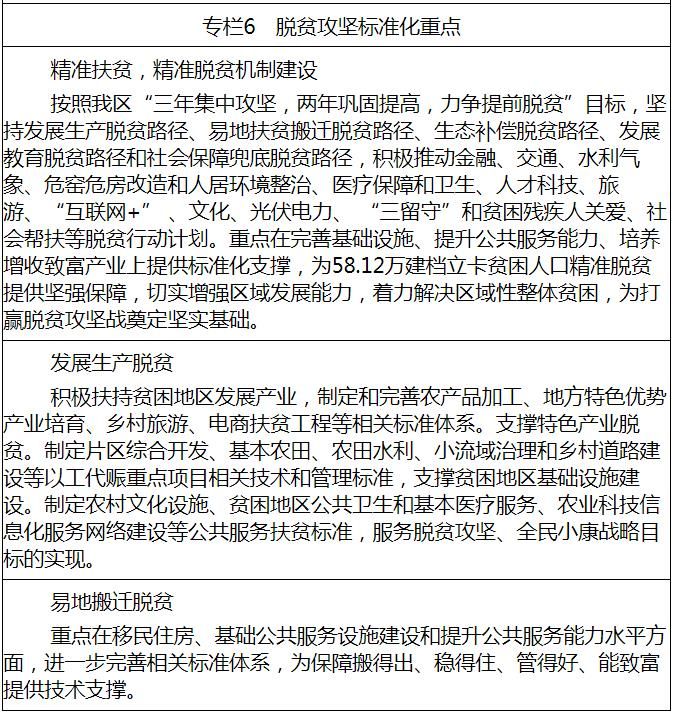 专栏6 脱贫攻坚标准化重点
精准扶贫，精准脱贫机制建设
按照我区“三年集中攻坚，两年巩固提高，力争提前脱贫”目标，坚
持发展生产脱贫路径、易地扶贫搬迁脱贫路径、生态补偿脱贫路径、发展
教育脱贫路径和社会保障兜底脱贫路径，积极推动金融、交通、水利气
象、危窑危房改造和人居环境整治、医疗保障和卫生、人才科技、旅
游、“互联网+”、文化、光伏电力、“三留守”和贫困残疾人关爱、社
会帮扶等脱贫行动计划。重点在完善基础设施、提升公共服务能力、培养
增收致富产业上提供标准化支撑，为58.12万建档立卡贫困人口精准脱贫
提供坚强保障，切实增强区域发展能力，着力解决区域性整体贫困，为打
赢脱贫攻坚战奠定坚实基础。
发展生产脱贫
积极扶持贫困地区发展产业，制定和完善农产品加工、地方特色优势
产业培育、乡村旅游、电商扶贫工程等相关标准体系。支撑特色产业脱
贫。制定片区综合开发、基本农田、农田水利、小流域治理和乡村道路建
设等以工代赈重点项目相关技术和管理标准，支撑贫困地区基础设施建
设。制定农村文化设施、贫困地区公共卫生和基本医疗服务、农业科技信
息化服务网络建设等公共服务扶贫标准，服务脱贫攻坚、全民小康战略目
标的实现。
易地搬迁脱贫
重点在移民住房、基础公共服务设施建设和提升公共服务能力水平方
面，进一步完善相关标准体系，为保障搬得出、稳得住、管得好、能致富
提供技术支撑。